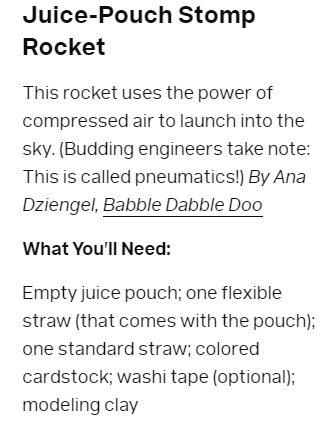 Juice-Pouch Stomp
Rocket
This rocket uses the power of
compressed air to launch into the
sky. (Budding engineers take note:
This is called pneumatics!) By Ana
Dziengel, Babble Dabble Doo
What You'll Need:
Empty juice pouch; one flexible
straw (that comes with the pouch);
one standard straw; colored
cardstock; washi tape (optional);
modeling clay